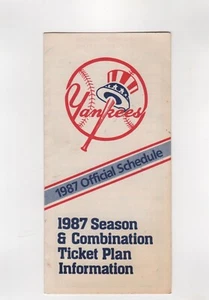 Yankees
1987 Official Schedule
1987 Season
& Combination
Ticket Plan
Information